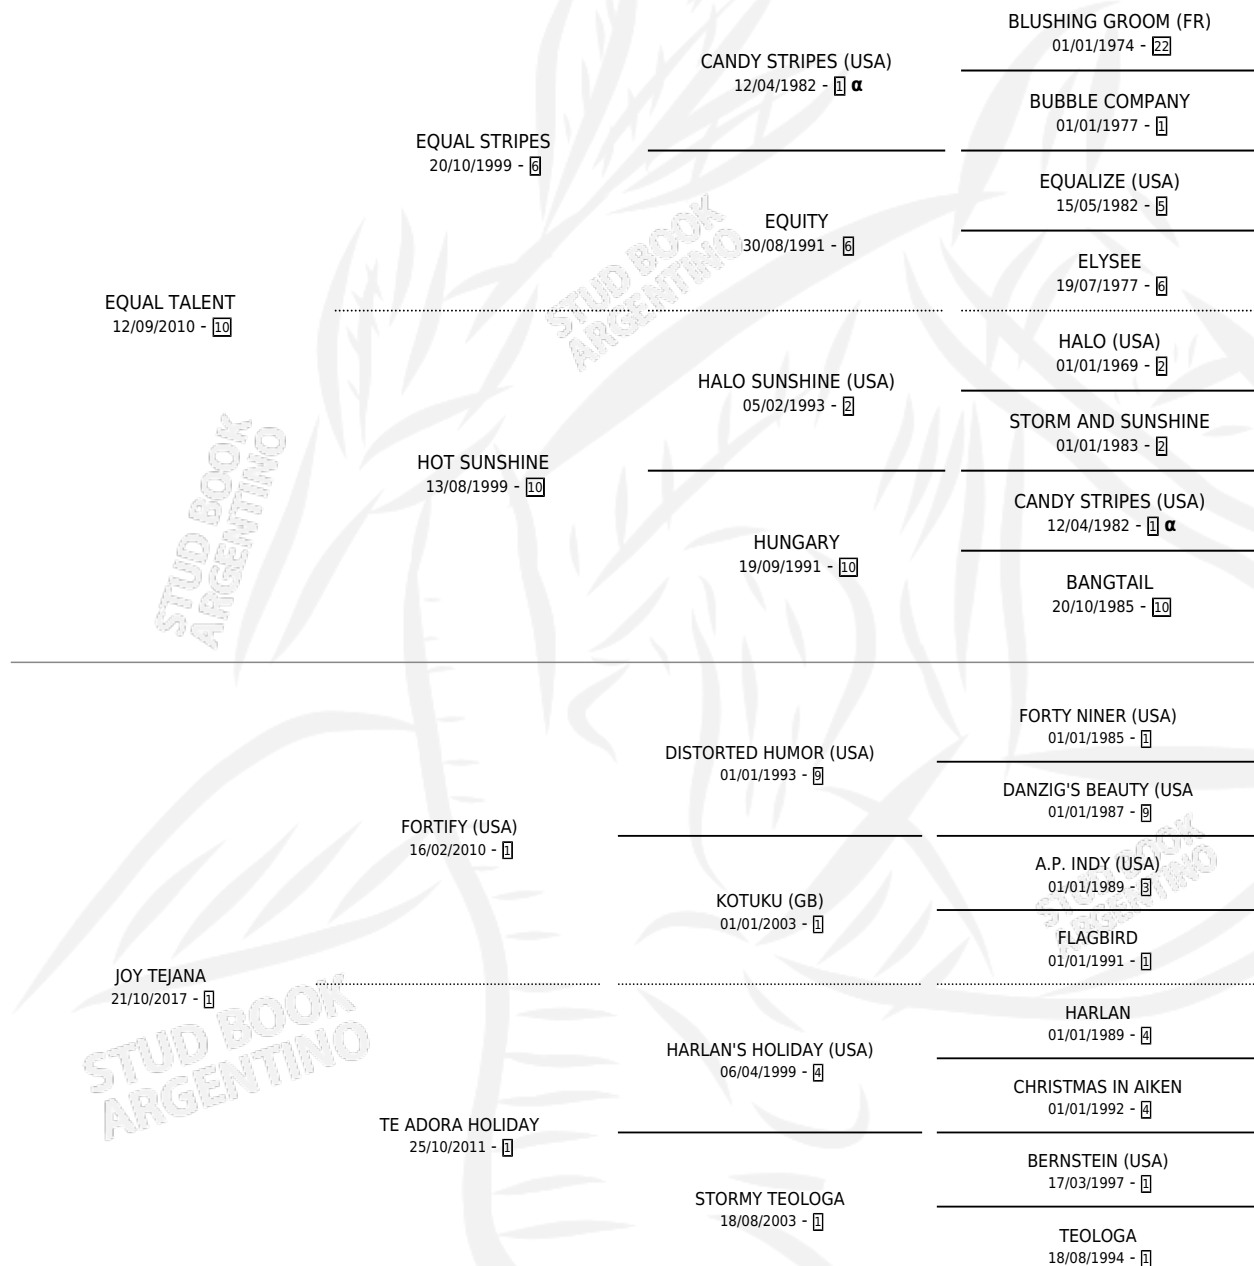 BLUSHING GROOM (FR)
01/01/1974 - 22
CANDY STRIPES (USA)
12/04/1982 - 1 α
BUBBLE COMPANY
01/01/1977 - 1
EQUAL STRIPES
20/10/1999 - 6
EQUALIZE (USA)
15/05/1982 - 5
EQUITY
30/08/1991 - 6
ELYSEE
19/07/1977 - 6
EQUAL TALENT
12/09/2010 - 10
HALO (USA)
01/01/1969 - 2
HALO SUNSHINE (USA)
05/02/1993 - 2
STORM AND SUNSHINE
01/01/1983 - 2
HOT SUNSHINE
13/08/1999 - 10
CANDY STRIPES (USA)
12/04/1982 - 1 α
HUNGARY
19/09/1991 - 10
BANGTAIL
20/10/1985 - 10
STUD BOOK
ARGENTINO
STUD BOOK
ARGENTINO
FORTY NINER (USA)
01/01/1985 - 1
DISTORTED HUMOR (USA)
01/01/1993 - 9
DANZIG'S BEAUTY (USA
01/01/1987 - 9
FORTIFY (USA)
16/02/2010 - 1
A.P. INDY (USA)
01/01/1989 - 3
KOTUKU (GB)
01/01/2003 - 1
FLAGBIRD
01/01/1991 - 1
JOY TEJANA
21/10/2017 - 1
HARLAN
01/01/1989 - 4
HARLAN'S HOLIDAY (USA)
06/04/1999 - 4
CHRISTMAS IN AIKEN
01/01/1992 - 4
TE ADORA HOLIDAY
25/10/2011 - 1
BERNSTEIN (USA)
17/03/1997 - 1
STORMY TEOLOGA
18/08/2003 - 1
TEOLOGA
18/08/1994 - 1
STUD BOOK
ARGENTINO
STUD BOOK
ARGENTINO